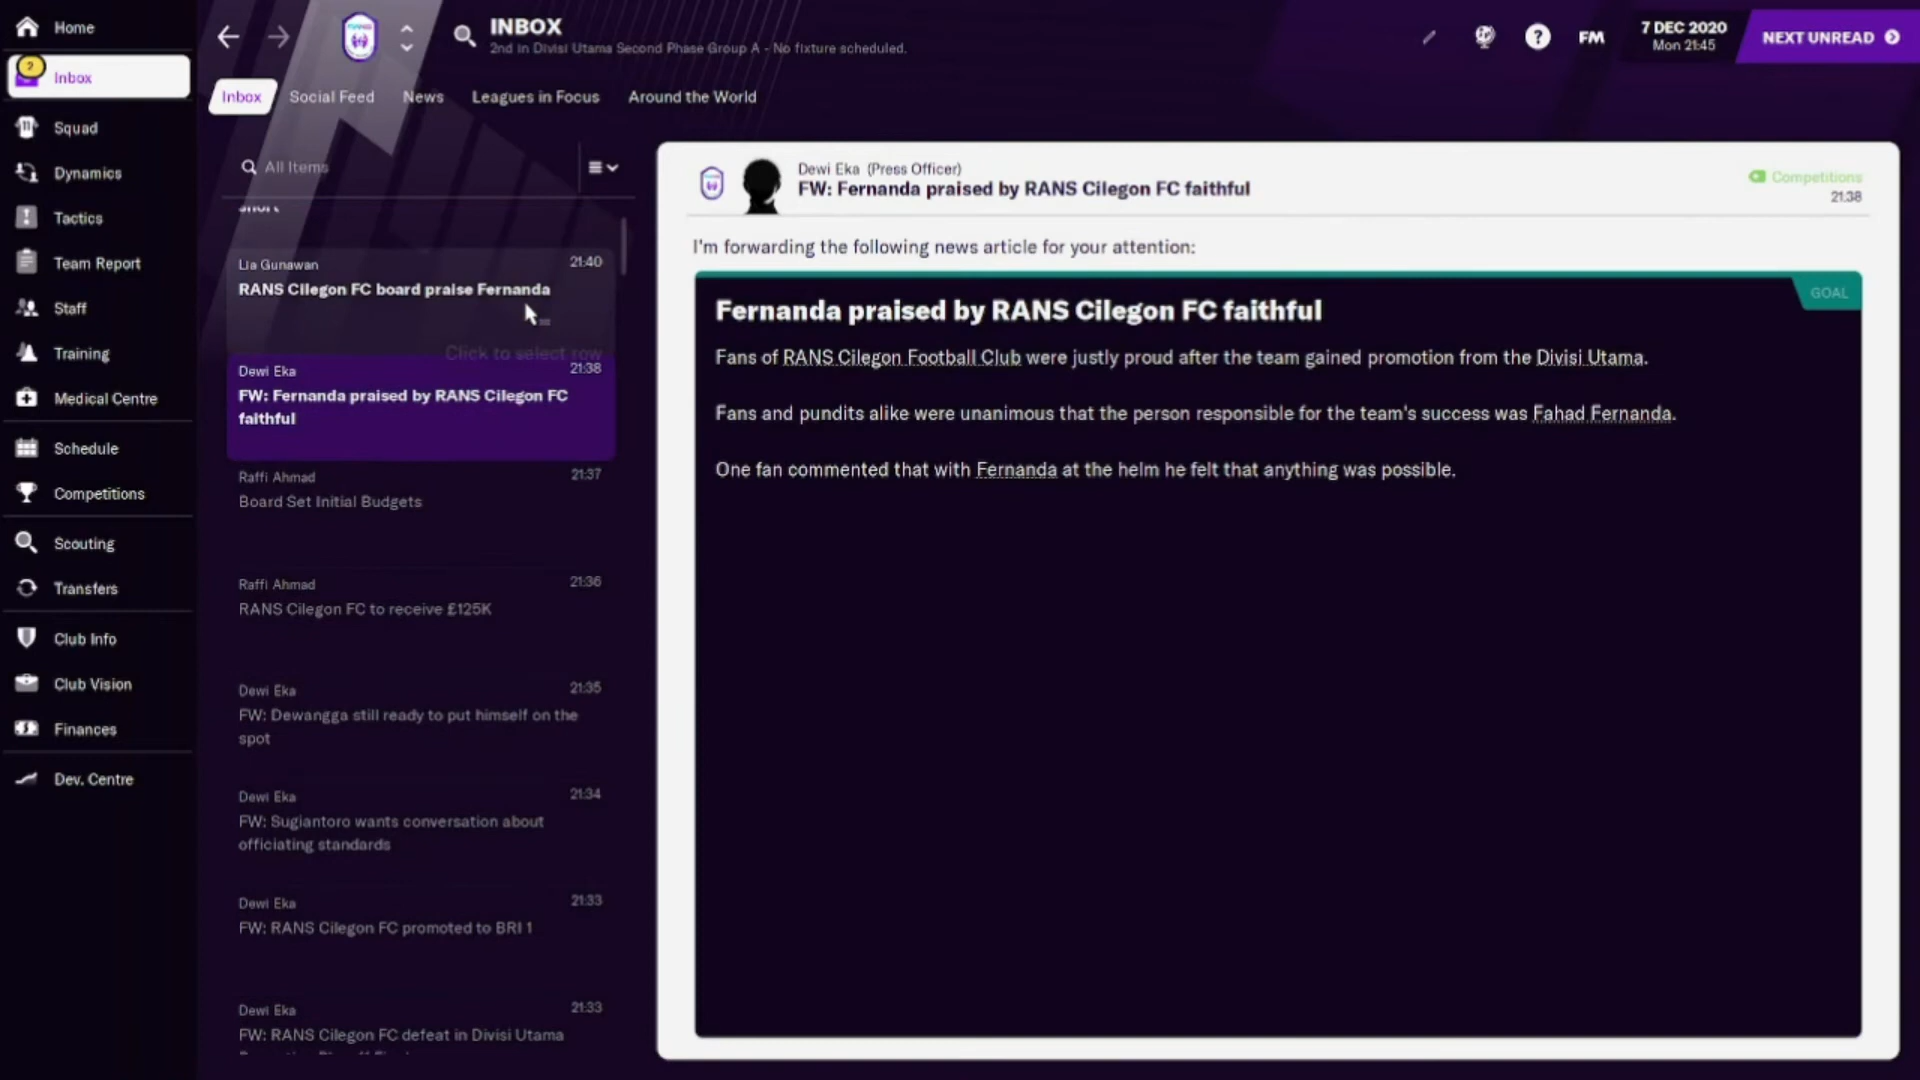 Home
2
Inbox
Squad
Dynamics
Tactics
Team Report
Staff
Training
Medical Centre
Schedule
Competitions
Scouting
Transfers
Club Info
Club Vision
Finances
Dev. Centre
INBOX
2nd in Divisi Utama Second Phase Group A - No fixture scheduled.
FM
7 DEC 2020
Mon 21:45
NEXT UNREAD
Inbox
Social Feed
News
Leagues in Focus
Around the World
All Items
short
Lia Gunawan 21:40
RANS Cilegon FC board praise Fernanda
Click to select row
Dewi Eka 21:38
FW: Fernanda praised by RANS Cilegon FC
faithful
Raffi Ahmad 21:37
Board Set Initial Budgets
Raffi Ahmad 21:36
RANS Cilegon FC to receive £125K
Dewi Eka 21:35
FW: Dewangga still ready to put himself on the
spot
Dewi Eka 21:34
FW: Sugiantoro wants conversation about
officiating standards
Dewi Eka 21:33
FW: RANS Cilegon FC promoted to BRI 1
Dewi Eka 21:33
FW: RANS Cilegon FC defeat in Divisi Utama
Dewi Eka (Press Officer)
FW: Fernanda praised by RANS Cilegon FC faithful
Competitions
21:38
I'm forwarding the following news article for your attention:
GOAL
Fernanda praised by RANS Cilegon FC faithful
Fans of RANS Cilegon Football Club were justly proud after the team gained promotion from the Divisi Utama.
Fans and pundits alike were unanimous that the person responsible for the team's success was Fahad Fernanda.
One fan commented that with Fernanda at the helm he felt that anything was possible.